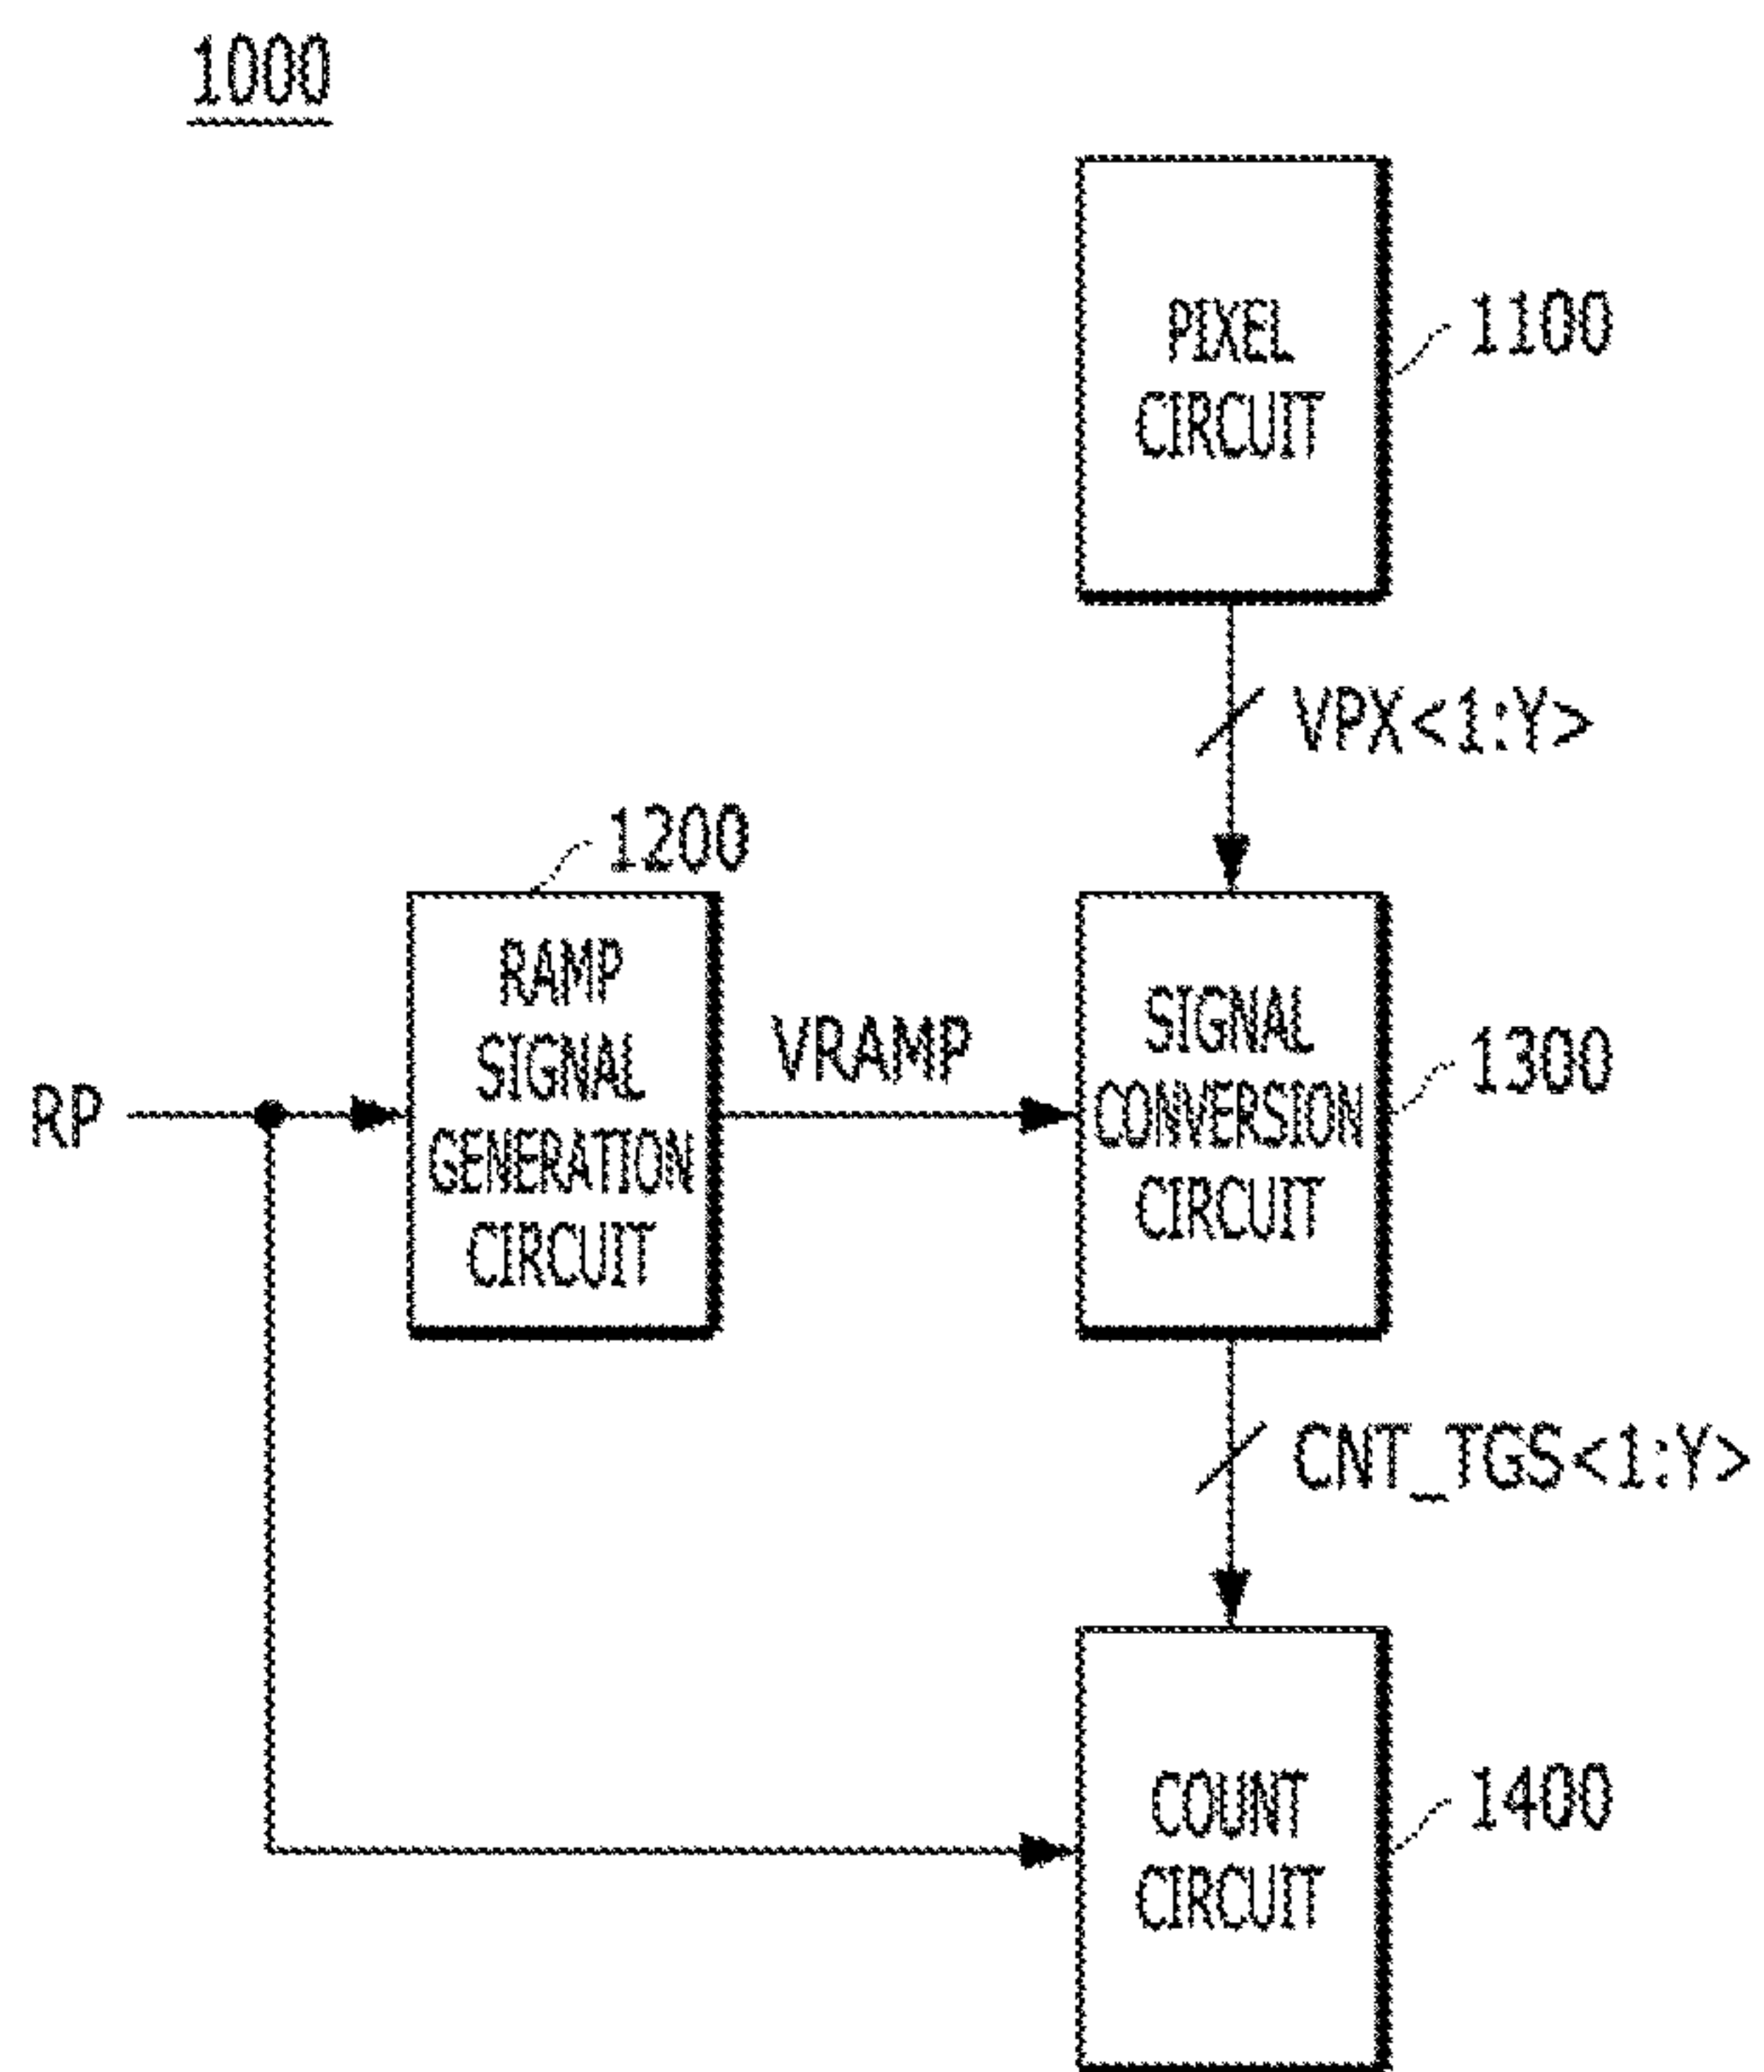 1000
PIXEL
CIRCUIT
1100
VPX<1:Y>
1200
RAMP
SIGNAL
GENERATION
CIRCUIT
RP
VRAMP
SIGNAL
CONVERSION
CIRCUIT
1300
CNT_TGS<1:Y>
COUNT
CIRCUIT
1400